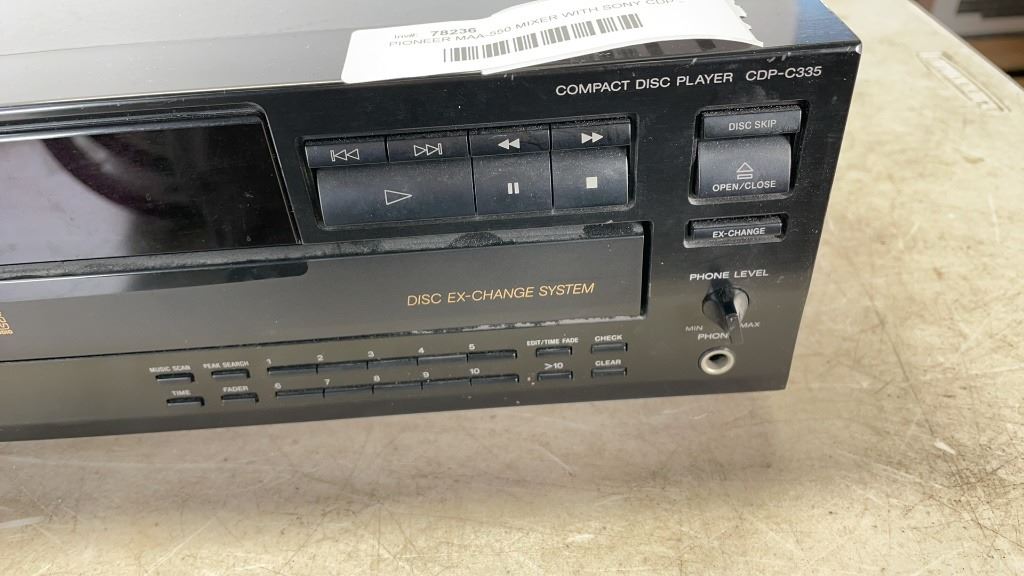 Inv#: 78236
PIONEER MAA-550 MIXER WITH SONY CDP-
COMPACT DISC PLAYER CDP-C335
DISC SKIP
OPEN/CLOSE
EX-CHANGE
DISC EX-CHANGE SYSTEM
PHONE LEVEL
MIN MAX
PHON
MUSIC SCAN PEAK SEARCH 1 2 3 4 5 EDIT/TIME FADE CHECK
TIME FADER 6 7 8 9 10 >10 CLEAR